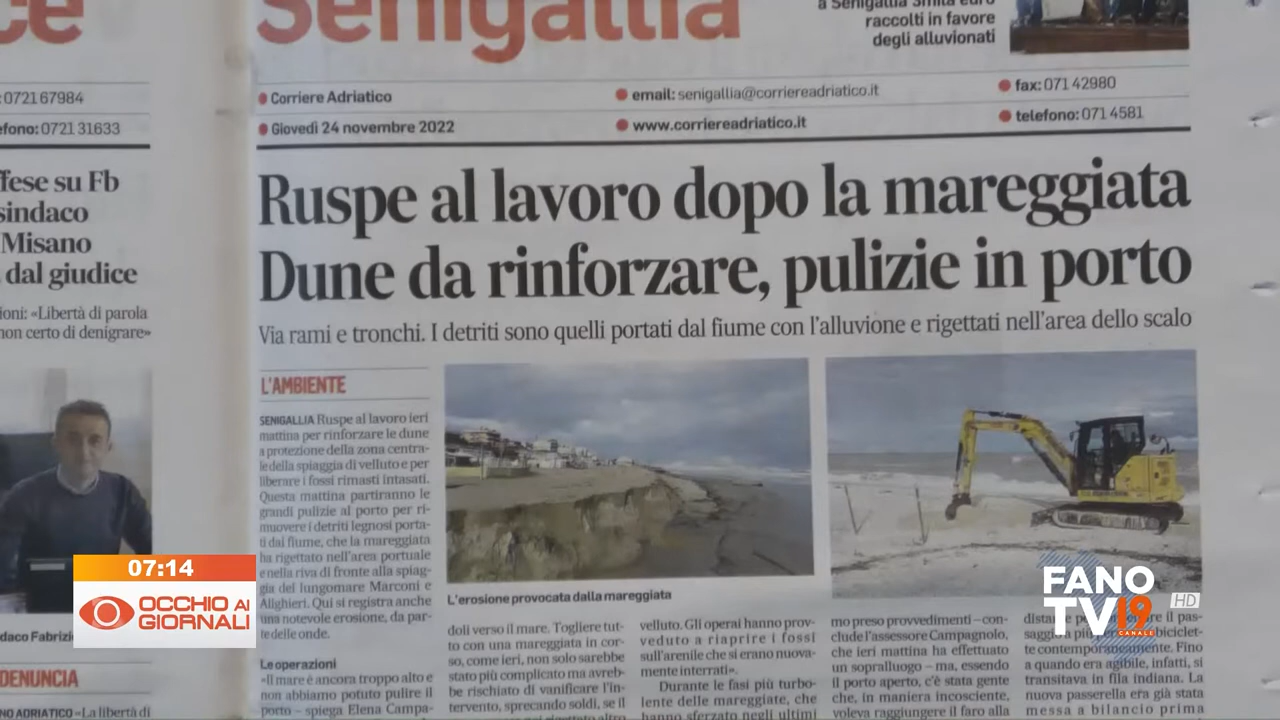 ce
: 0721 67984
efono: 0721 31633
ffese su Fb
sindaco
Misano
dal giudice
ioni: «Libertà di parola
non certo di denigrare»
daco Fabrizi
DENUNCIA
NO ADRIATICO «La libertà di
Senigallia
a Senigallia 3mila euro
raccolti in favore
degli alluvionati
Corriere Adriatico
email: senigallia@corriereadriatico.it
fax: 071 42980
Giovedì 24 novembre 2022
www.corriereadriatico.it
telefono: 071 4581
Ruspe al lavoro dopo la mareggiata
Dune da rinforzare, pulizie in porto
Via rami e tronchi. I detriti sono quelli portati dal fiume con l'alluvione e rigettati nell'area dello scalo
L'AMBIENTE
SENIGALLIA Ruspe al lavoro ieri
mattina per rinforzare le dune
a protezione della zona centra-
le della spiaggia di velluto e per
liberare i fossi rimasti intasati.
Questa mattina partiranno le
grandi pulizie al porto per ri-
muovere i detriti legnosi porta-
ti dal fiume, che la mareggiata
ha rigettato nell'area portuale
e nella riva di fronte alla spiag-
gia del lungomare Marconi e
Alighieri. Qui si registra anche
una notevole erosione, da par-
te delle onde.
Le operazioni
«Il mare è ancora troppo alto e
non abbiamo potuto pulire il
porto – spiega Elena Campa-
L'erosione provocata dalla mareggiata
doli verso il mare. Togliere tut-
to con una mareggiata in cor-
so, come ieri, non solo sarebbe
stato più complicato ma avreb-
be rischiato di vanificare l'in-
tervento, sprecando soldi, se il
velluto. Gli operai hanno prov-
veduto a riaprire i fossi
sull'arenile che si erano nuova-
mente interrati».
Durante le fasi più turbo-
lente delle mareggiate, che
hanno sferzato negli ultimi
mo preso provvedimenti – con-
clude l'assessore Campagnolo,
che ieri mattina ha effettuato
un sopralluogo – ma, essendo
il porto aperto, c'è stata gente
che, in maniera incosciente,
voleva raggiungere il faro alla
il pas-
biciclet-
te contemporaneamente. Fino
a quando era agibile, infatti, si
transitava in fila indiana. La
nuova passerella era già stata
messa a bilancio prima
07:14
OCCHIO AI
GIORNALI
FANO
TV19
CANALE
HD